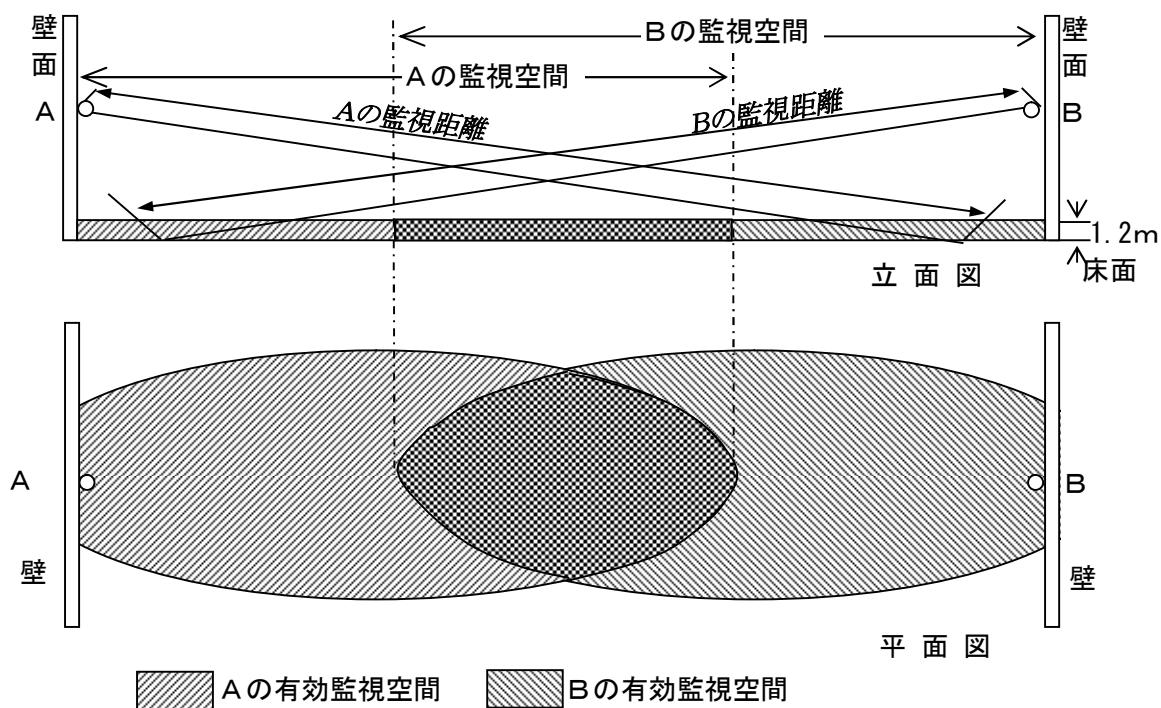 壁面
Bの監視空間
壁面
Aの監視空間
A
Aの監視距離
Bの監視距離
B
1.2m
立面図
床面
A
B
壁
壁
平面図
Aの有効監視空間
Bの有効監視空間